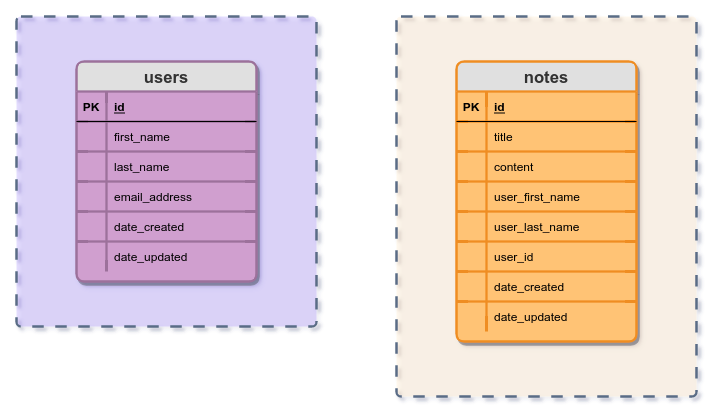 users
PK id
first_name
last_name
email_address
date_created
date_updated
notes
PK id
title
content
user_first_name
user_last_name
user_id
date_created
date_updated